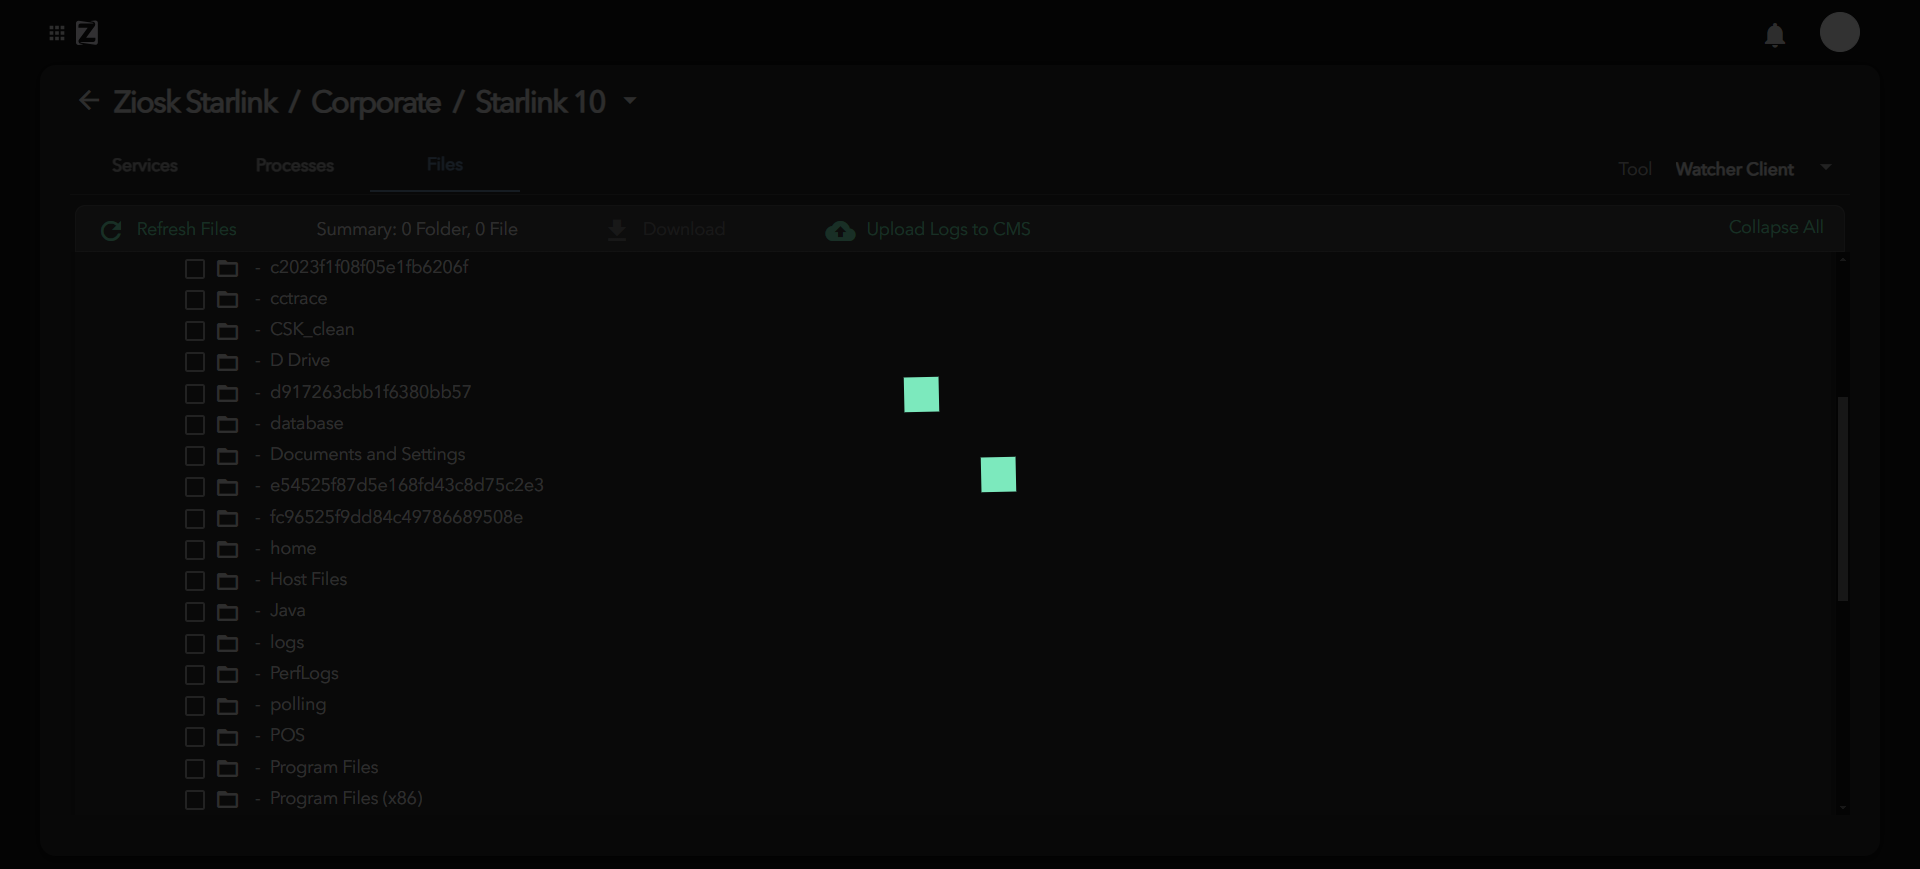 Z
Ziosk Starlink / Corporate / Starlink 10
Services Processes Files Tool Watcher Client
Refresh Files Summary: 0 Folder, 0 File Download Upload Logs to CMS Collapse All
- c2023f1f08f05e1fb6206f
- cctrace
- CSK_clean
- D Drive
- d917263cbb1f6380bb57
- database
- Documents and Settings
- e54525f87d5e168fd43c8d75c2e3
- fc96525f9dd84c49786689508e
- home
- Host Files
- Java
- logs
- PerfLogs
- polling
- POS
- Program Files
- Program Files (x86)